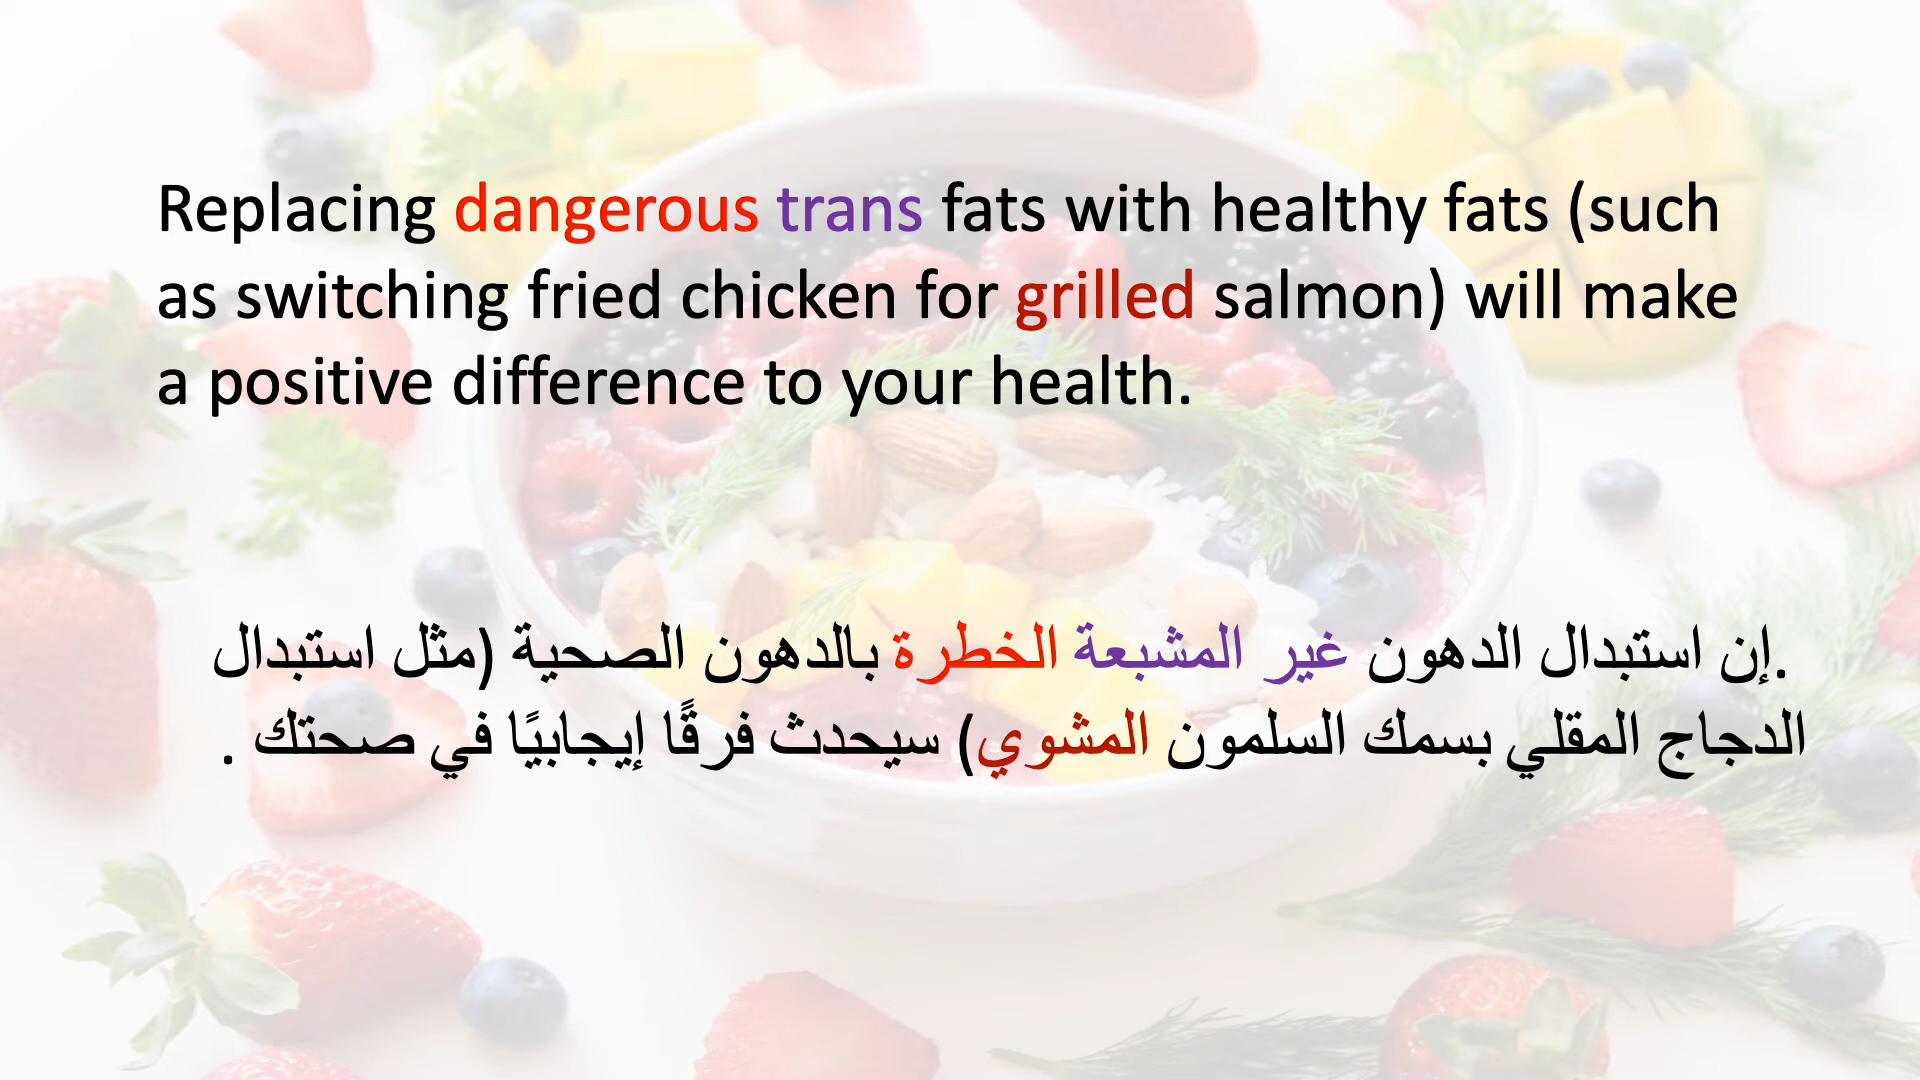 Replacing dangerous trans fats with healthy fats (such
as switching fried chicken for grilled salmon) will make
a positive difference to your health.
.إن استبدال الدهون غير المشبعة الخطرة بالدهون الصحية (مثل استبدال
الدجاج المقلي بسمك السلمون المشوي) سيحدث فرقًا إيجابيًا في صحتك .